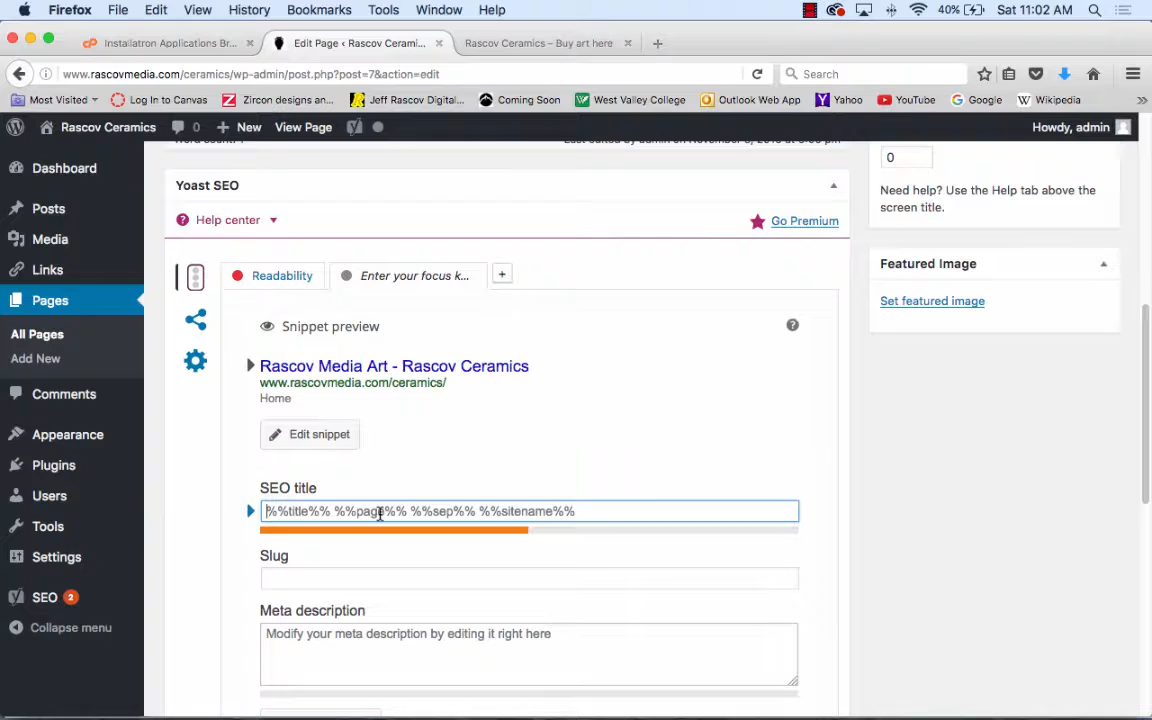 Firefox File Edit View History Bookmarks Tools Window Help 40% Sat 11:02 AM
Installatron Applications Br... Edit Page ‹ Rascov Cerami... Rascov Ceramics – Buy art here
www.rascovmedia.com/ceramics/wp-admin/post.php?post=7&action=edit Search
Most Visited Log In to Canvas Zircon designs an... Jeff Rascov Digital... Coming Soon West Valley College Outlook Web App Yahoo YouTube Google Wikipedia
Rascov Ceramics 0 + New View Page Howdy, admin
Dashboard
Posts
Media
Links
Pages
All Pages
Add New
Comments
Appearance
Plugins
Users
Tools
Settings
SEO 2
Collapse menu
Yoast SEO
Help center
Go Premium
Readability Enter your focus k... +
Snippet preview
Rascov Media Art - Rascov Ceramics
www.rascovmedia.com/ceramics/
Home
Edit snippet
SEO title
%%title%% %%page%% %%sep%% %%sitename%%
Slug
Meta description
Modify your meta description by editing it right here
0
Need help? Use the Help tab above the
screen title.
Featured Image
Set featured image